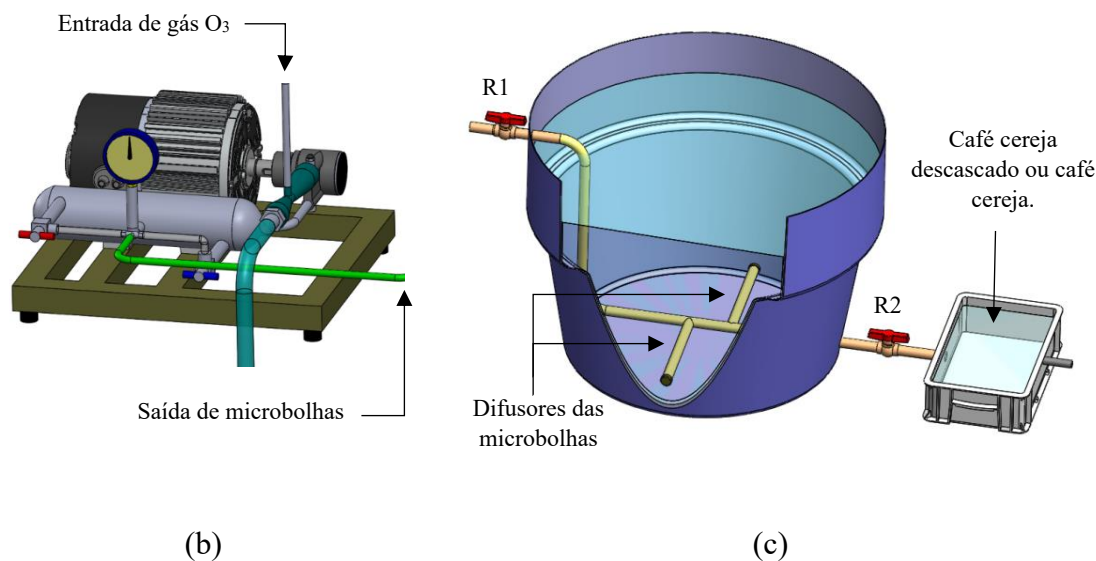 Entrada de gás O₃
Saída de microbolhas
(b)
R1
Café cereja
descascado ou café
cereja.
R2
Difusores das
microbolhas
(c)